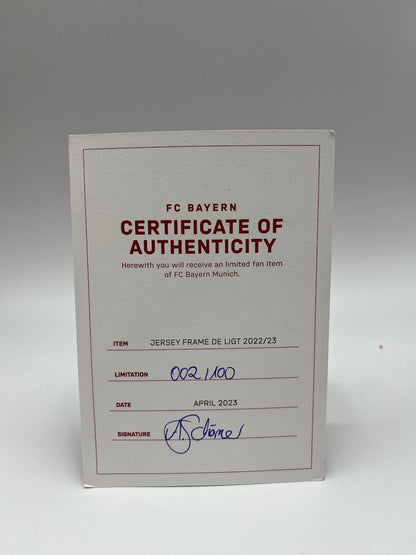 FC BAYERN
CERTIFICATE OF
AUTHENTICITY
Herewith you will receive an limited fan item
of FC Bayern Munich.
ITEM JERSEY FRAME DE LIGT 2022/23
LIMITATION 002/100
DATE APRIL 2023
SIGNATURE